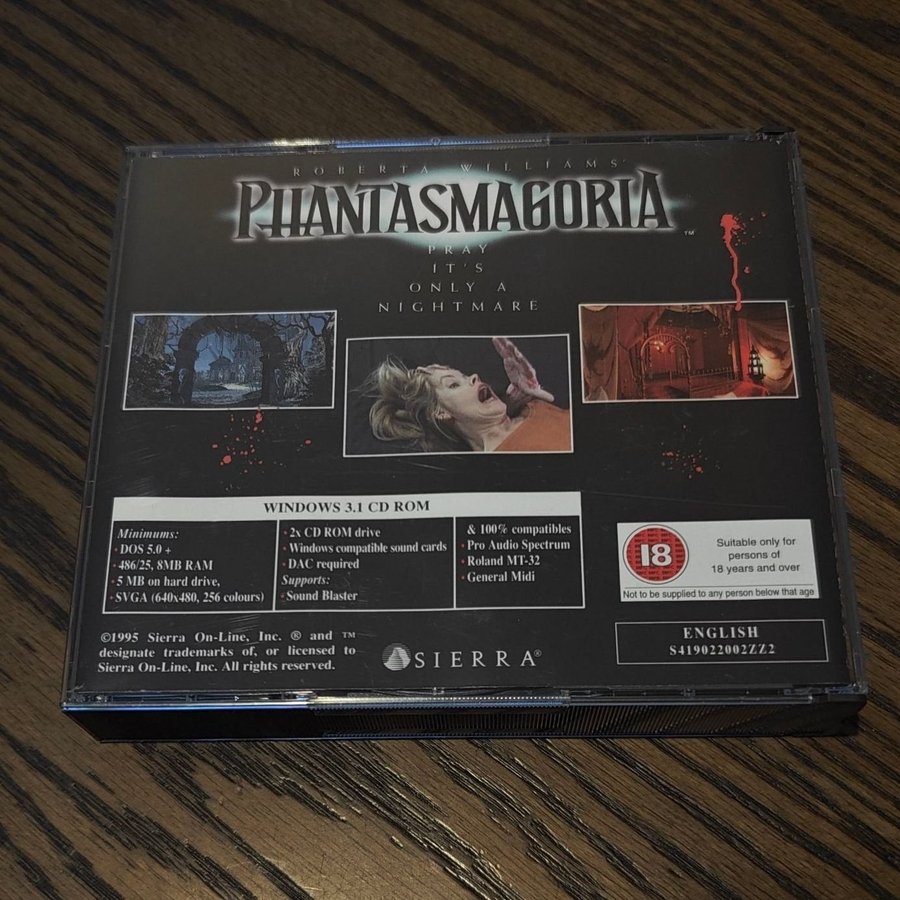 ROBERTA WILLIAMS'
PHANTASMAGORIA™
PRAY
IT'S
ONLY A
NIGHTMARE
WINDOWS 3.1 CD ROM
Minimums:
• DOS 5.0 +
• 486/25, 8MB RAM
• 5 MB on hard drive,
• SVGA (640x480, 256 colours)
• 2x CD ROM drive
• Windows compatible sound cards
• DAC required
Supports:
• Sound Blaster
& 100% compatibles
• Pro Audio Spectrum
• Roland MT-32
• General Midi
18
Suitable only for
persons of
18 years and over
Not to be supplied to any person below that age
©1995 Sierra On-Line, Inc. ® and ™
designate trademarks of, or licensed to
Sierra On-Line, Inc. All rights reserved.
SIERRA®
ENGLISH
S419022002ZZ2